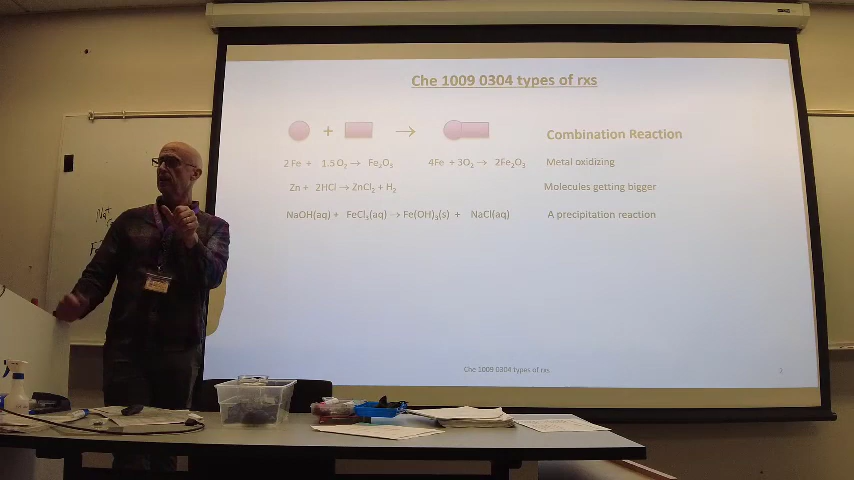 Che 1009 0304 types of rxs
+ → Combination Reaction
2 Fe + 1.5 O₂ → Fe₂O₃ 4Fe + 3O₂ → 2Fe₂O₃ Metal oxidizing
Zn + 2HCl → ZnCl₂ + H₂ Molecules getting bigger
NaOH(aq) + FeCl₃(aq) → Fe(OH)₃(s) + NaCl(aq) A precipitation reaction
Che 1009 0304 types of rxs 2